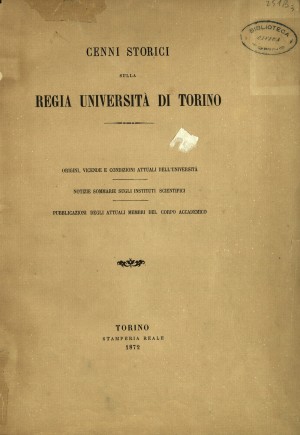 CENNI STORICI
SULLA
REGIA UNIVERSITÀ DI TORINO
ORIGINI, VICENDE E CONDIZIONI ATTUALI DELL'UNIVERSITÀ
NOTIZIE SOMMARIE SUGLI INSTITUTI SCIENTIFICI
PUBBLICAZIONI DEGLI ATTUALI MEMBRI DEL CORPO ACCADEMICO
TORINO
STAMPERIA REALE
1872
BIBLIOTECA